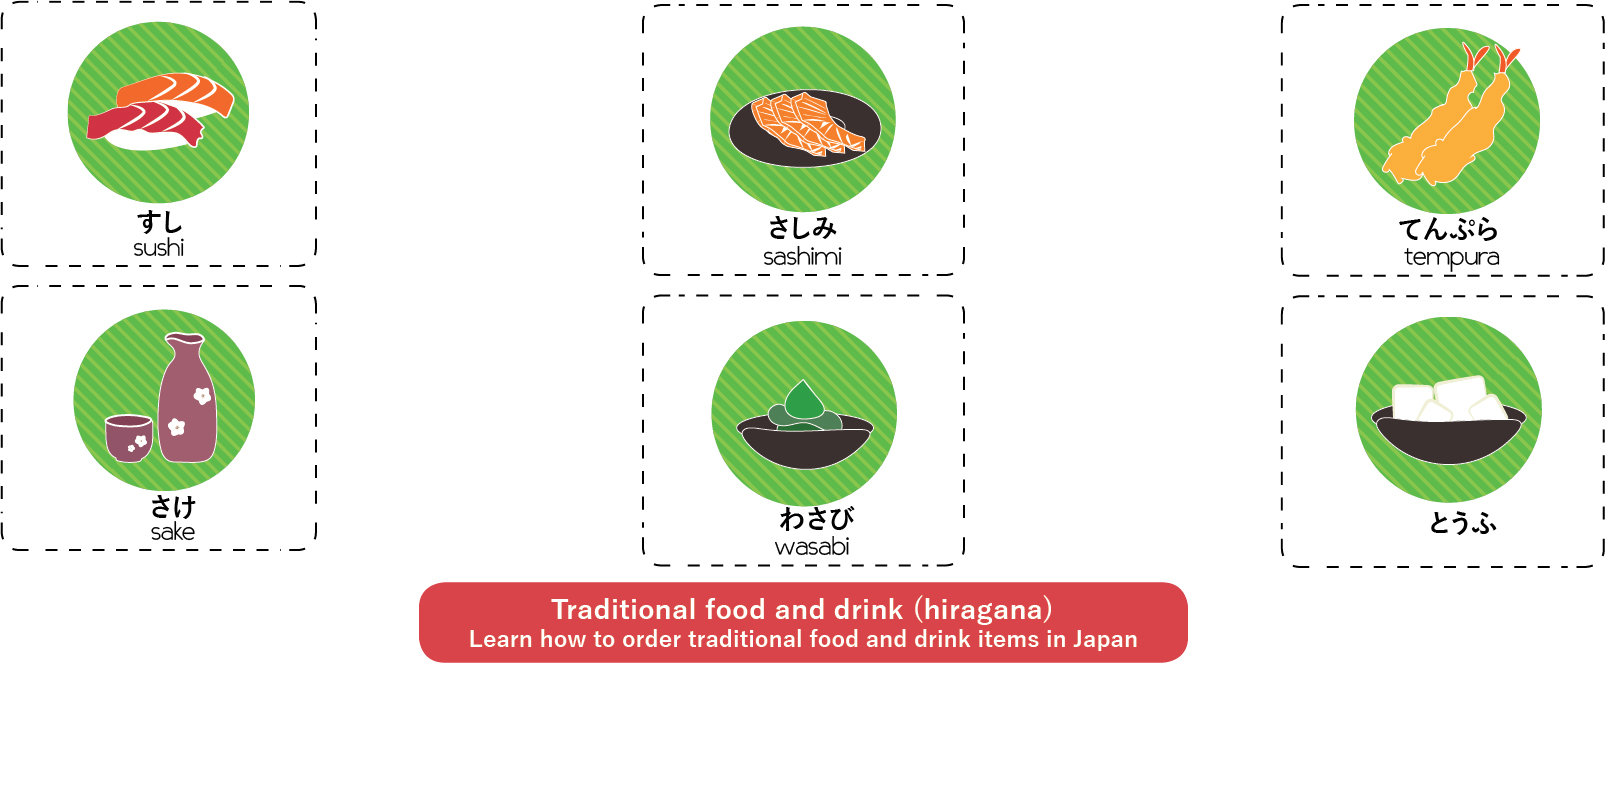 すし
sushi
さしみ
sashimi
てんぷら
tempura
さけ
sake
わさび
wasabi
とうふ
Traditional food and drink (hiragana)
Learn how to order traditional food and drink items in Japan